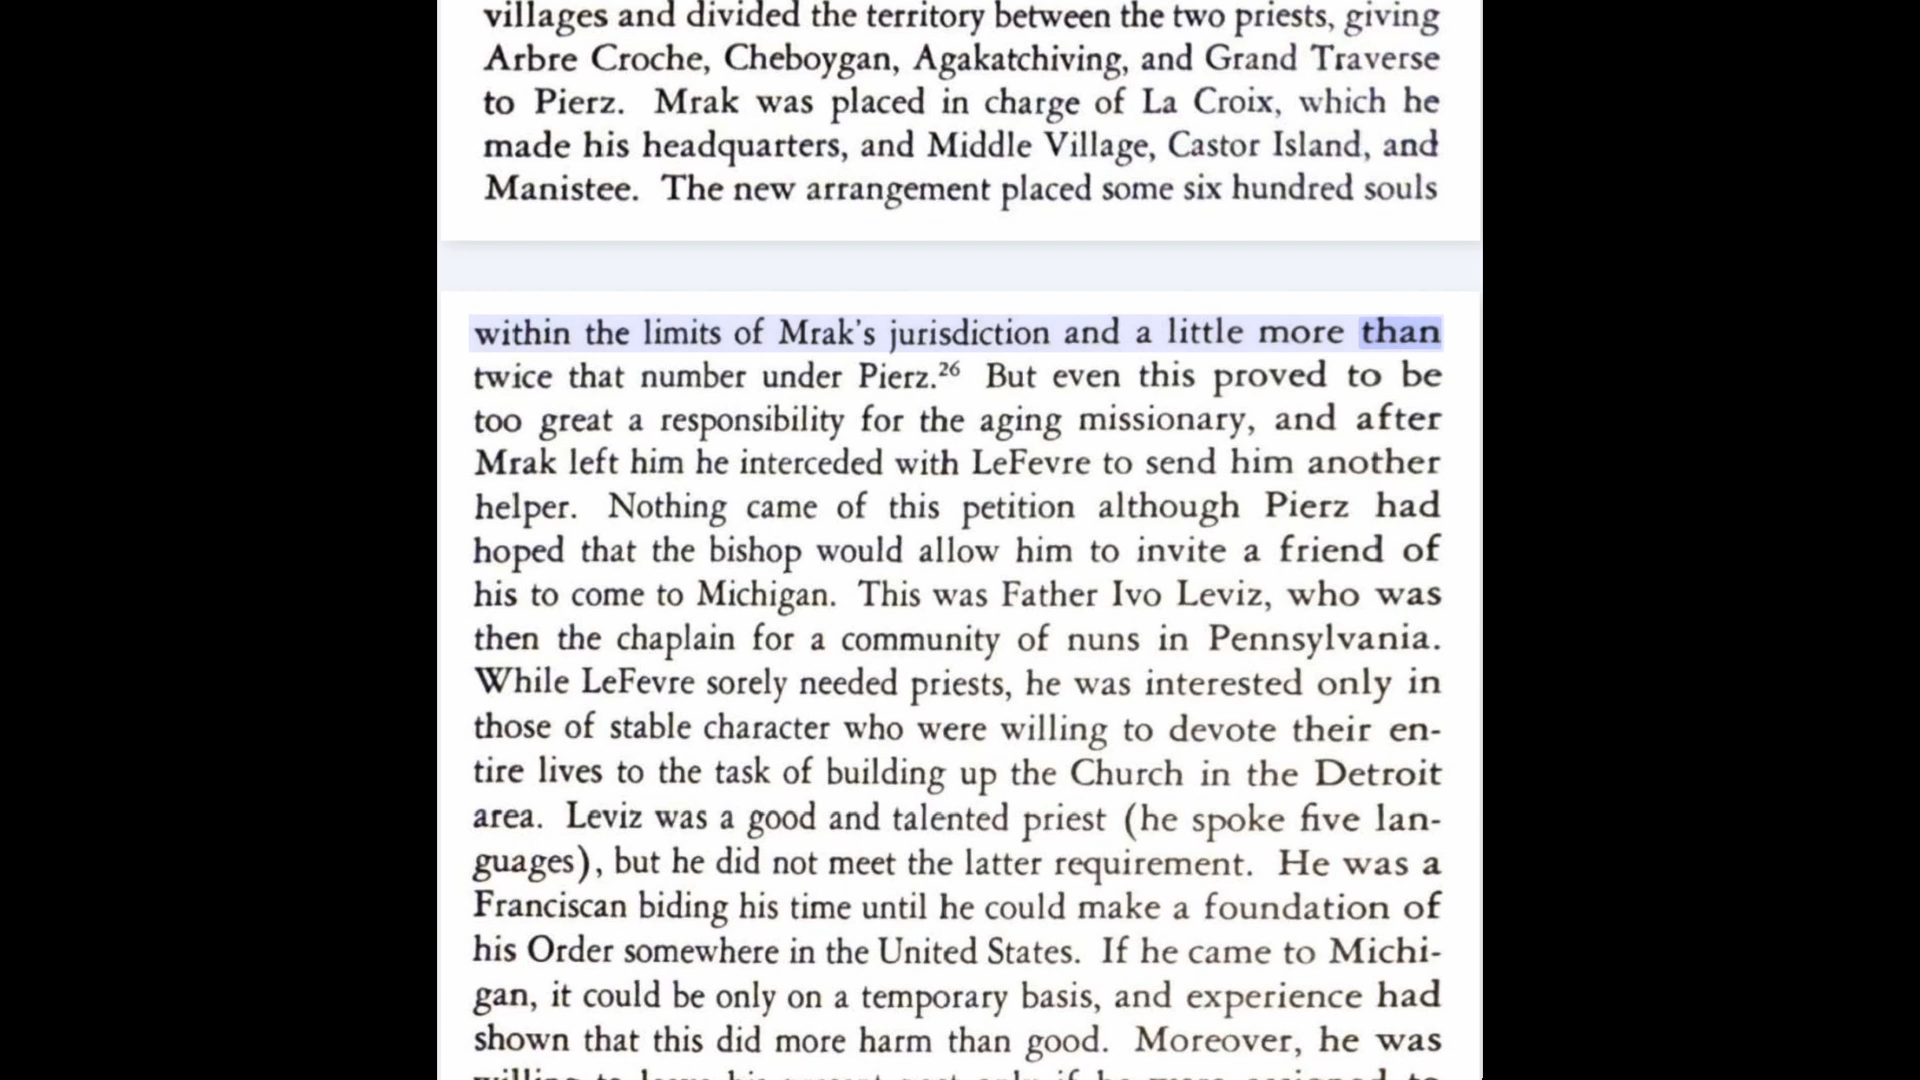 villages and divided the territory between the two priests, giving
Arbre Croche, Cheboygan, Agakatchiving, and Grand Traverse
to Pierz. Mrak was placed in charge of La Croix, which he
made his headquarters, and Middle Village, Castor Island, and
Manistee. The new arrangement placed some six hundred souls
within the limits of Mrak's jurisdiction and a little more than
twice that number under Pierz.²⁶ But even this proved to be
too great a responsibility for the aging missionary, and after
Mrak left him he interceded with LeFevre to send him another
helper. Nothing came of this petition although Pierz had
hoped that the bishop would allow him to invite a friend of
his to come to Michigan. This was Father Ivo Leviz, who was
then the chaplain for a community of nuns in Pennsylvania.
While LeFevre sorely needed priests, he was interested only in
those of stable character who were willing to devote their en-
tire lives to the task of building up the Church in the Detroit
area. Leviz was a good and talented priest (he spoke five lan-
guages), but he did not meet the latter requirement. He was a
Franciscan biding his time until he could make a foundation of
his Order somewhere in the United States. If he came to Michi-
gan, it could be only on a temporary basis, and experience had
shown that this did more harm than good. Moreover, he was